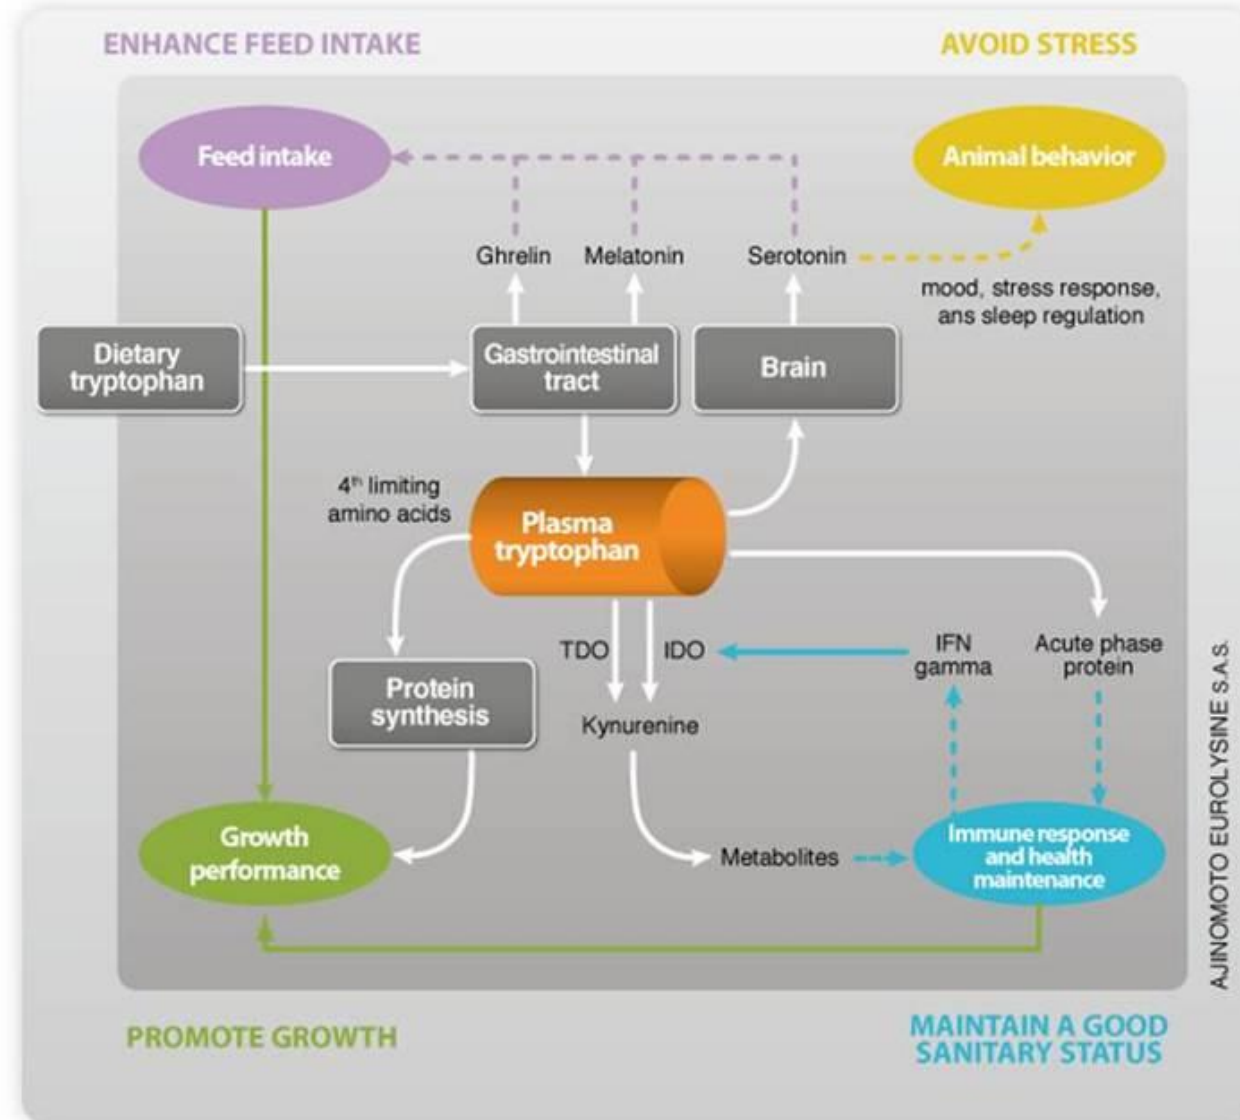 ENHANCE FEED INTAKE
AVOID STRESS
Feed intake
Animal behavior
Ghrelin
Melatonin
Serotonin
mood, stress response,
ans sleep regulation
Dietary
tryptophan
Gastrointestinal
tract
Brain
4th limiting
amino acids
Plasma
tryptophan
TDO
IDO
IFN
gamma
Acute phase
protein
Protein
synthesis
Kynurenine
Growth
performance
Metabolites
Immune response
and health
maintenance
PROMOTE GROWTH
MAINTAIN A GOOD
SANITARY STATUS
AJINOMOTO EUROLYSINE S.A.S.